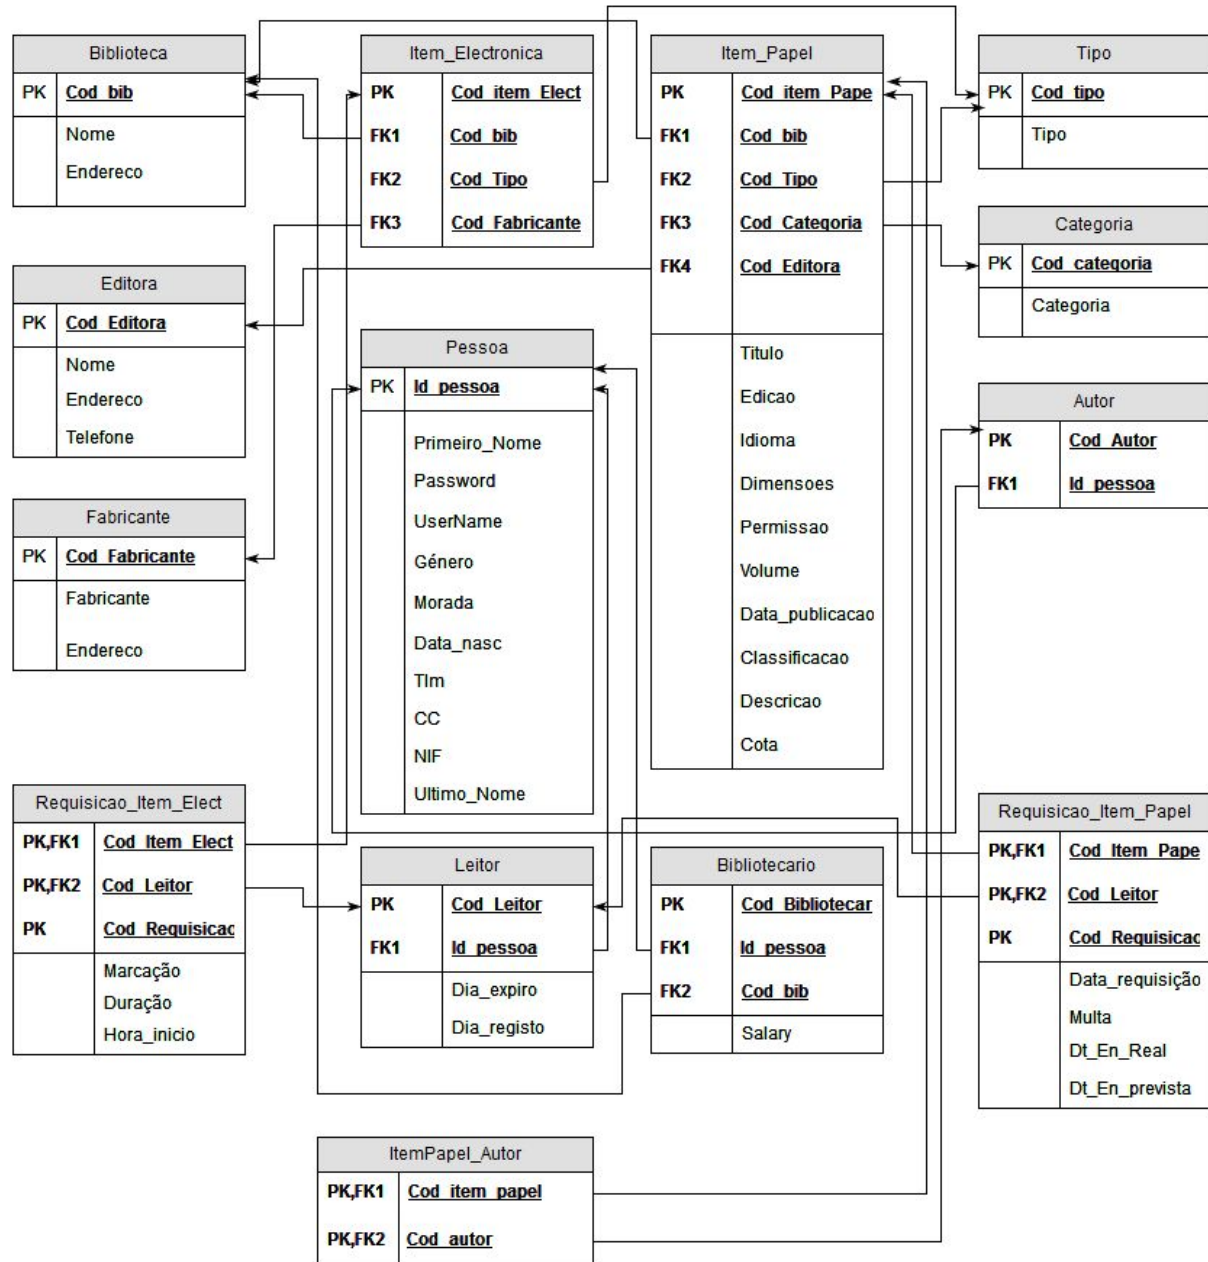 Biblioteca
PK Cod_bib
Nome
Endereco
Item_Electronica
PK Cod_item_Elect
FK1 Cod_bib
FK2 Cod_Tipo
FK3 Cod_Fabricante
Item_Papel
PK Cod_item_Pape
FK1 Cod_bib
FK2 Cod_Tipo
FK3 Cod_Categoria
FK4 Cod_Editora
Titulo
Edicao
Idioma
Dimensoes
Permissao
Volume
Data_publicacao
Classificacao
Descricao
Cota
Tipo
PK Cod_tipo
Tipo
Categoria
PK Cod_categoria
Categoria
Editora
PK Cod_Editora
Nome
Endereco
Telefone
Pessoa
PK Id_pessoa
Primeiro_Nome
Password
UserName
Género
Morada
Data_nasc
Tlm
CC
NIF
Ultimo_Nome
Autor
PK Cod_Autor
FK1 Id_pessoa
Fabricante
PK Cod_Fabricante
Fabricante
Endereco
Requisicao_Item_Elect
PK,FK1 Cod_Item_Elect
PK,FK2 Cod_Leitor
PK Cod_Requisicac
Marcação
Duração
Hora_inicio
Leitor
PK Cod_Leitor
FK1 Id_pessoa
Dia_expiro
Dia_registo
Bibliotecario
PK Cod_Bibliotecar
FK1 Id_pessoa
FK2 Cod_bib
Salary
Requisicao_Item_Papel
PK,FK1 Cod_Item_Pape
PK,FK2 Cod_Leitor
PK Cod_Requisicac
Data_requisição
Multa
Dt_En_Real
Dt_En_prevista
ItemPapel_Autor
PK,FK1 Cod_item_papel
PK,FK2 Cod_autor